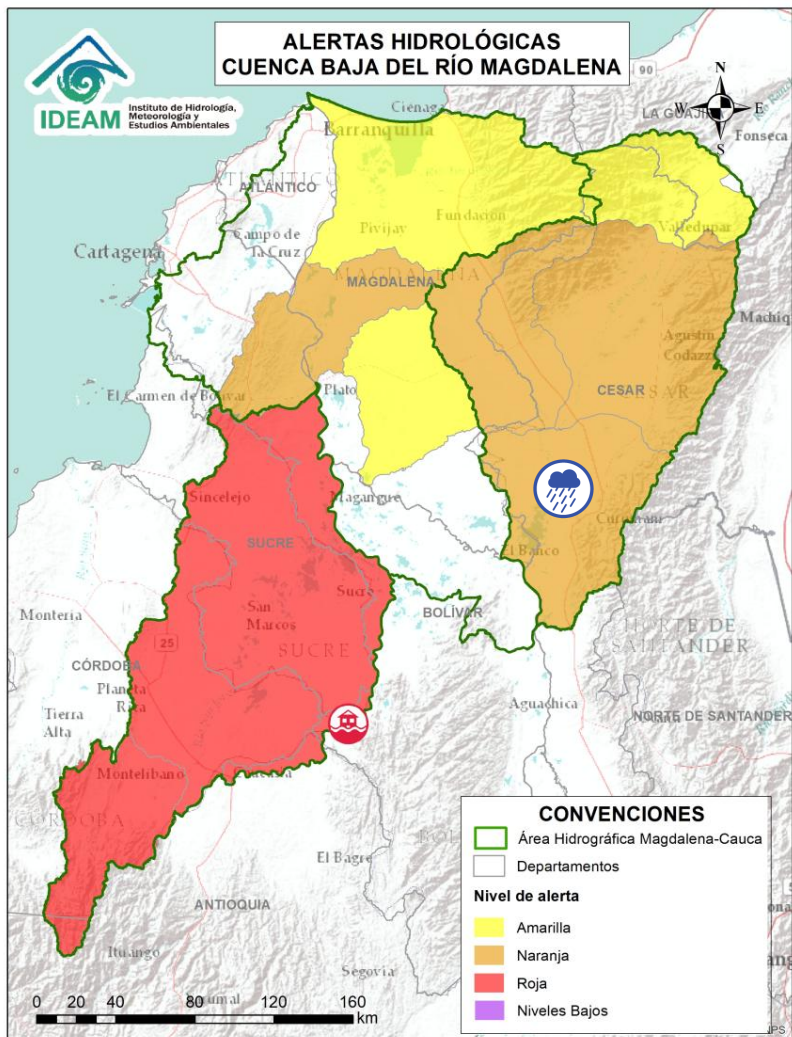 ALERTAS HIDROLÓGICAS
CUENCA BAJA DEL RÍO MAGDALENA
IDEAM
Instituto de Hidrología,
Meteorología y
Estudios Ambientales
90
N
W
E
S
Ciénaga
LA GUAJIRA
Fonseca
Barranquilla
ATLÁNTICO
Pivijay
Fundación
Valledupar
Cartagena
Campo de
la Cruz
MAGDALENA
MAGDALENA
Agustín
Codazzi
CESAR
CESAR
El Carmen de Bolívar
Plato
Sincelejo
Magangué
SUCRE
El Banco
Sucre
San
Marcos
BOLÍVAR
Montería
SUCRE
NORTE DE
SANTANDER
25
CÓRDOBA
Planeta
Rica
Aguachica
Tierra
Alta
NORTE DE SANTANDER
Montelíbano
CÓRDOBA
El Bagre
ANTIOQUIA
Ituango
Segovia
CONVENCIONES
Área Hidrográfica Magdalena-Cauca
Departamentos
Nivel de alerta
Amarilla
Naranja
Roja
Niveles Bajos
0 20 40 80 120 160
km